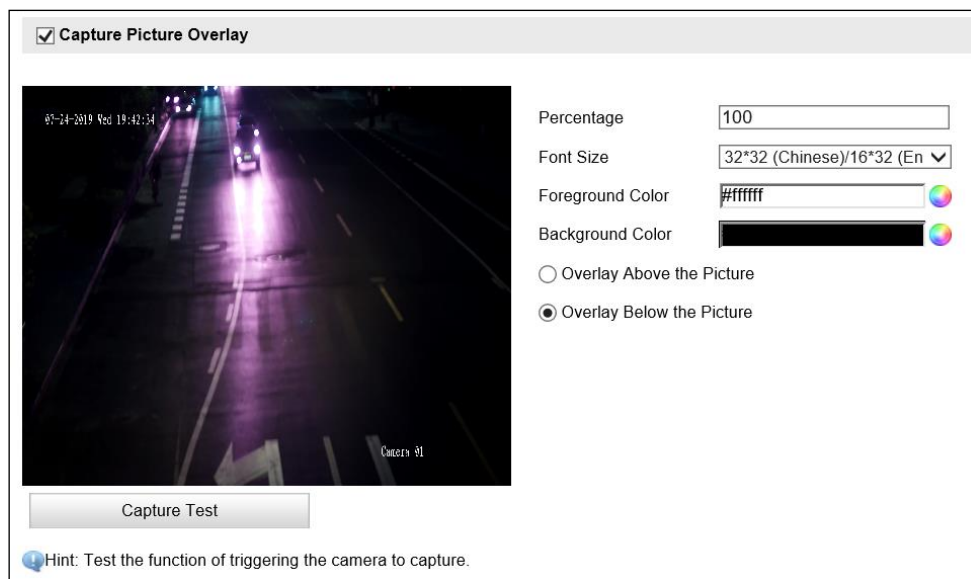 Capture Picture Overlay
07-24-2019 Wed 19:42:34
Camera 01
Percentage 100
Font Size 32*32 (Chinese)/16*32 (En
Foreground Color #ffffff
Background Color
Overlay Above the Picture
Overlay Below the Picture
Capture Test
Hint: Test the function of triggering the camera to capture.